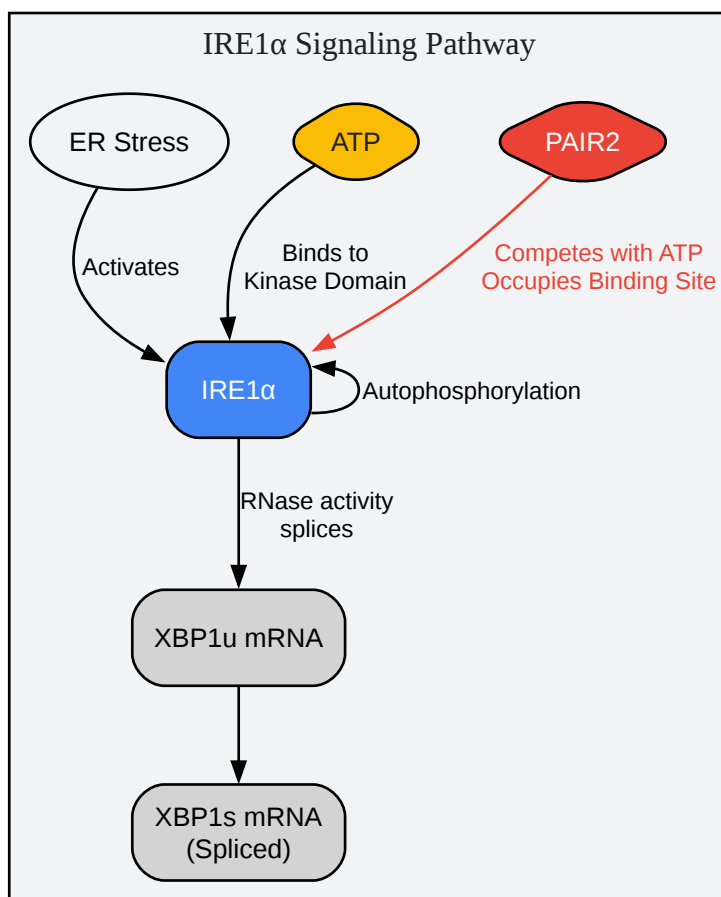 IRE1α Signaling Pathway
ER Stress
ATP
PAIR2
Activates
Binds to
Kinase Domain
Competes with ATP
Occupies Binding Site
IRE1α
Autophosphorylation
RNase activity
splices
XBP1u mRNA
XBP1s mRNA
(Spliced)